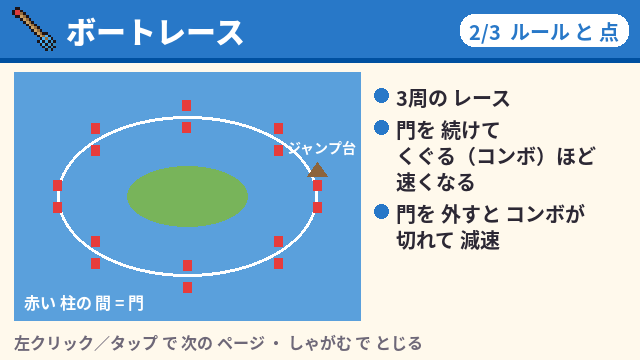 ボートレース
2/3 ルール と 点
ジャンプ台
赤い 柱の 間 = 門
3周の レース
門を 続けて
くぐる（コンボ）ほど
速くなる
門を 外すと コンボが
切れて 減速
左クリック／タップ で 次の ページ ・ しゃがむ で とじる